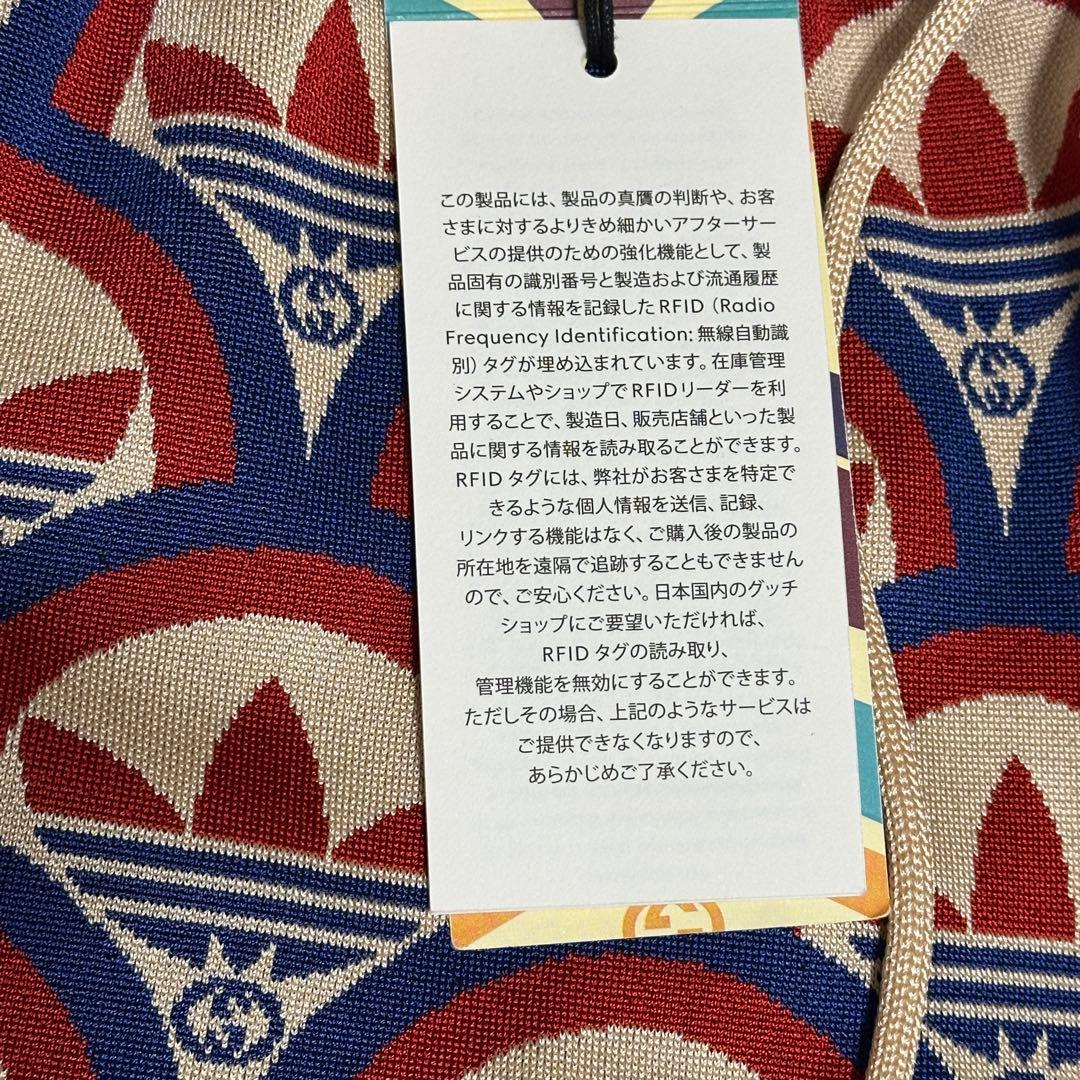 この製品には、製品の真贋の判断や、お客
さまに対するよりきめ細かいアフターサー
ビスの提供のための強化機能として、製
品固有の識別番号と製造および流通履歴
に関する情報を記録したRFID（Radio
Frequency Identification: 無線自動識
別）タグが埋め込まれています。在庫管理
システムやショップでRFIDリーダーを利
用することで、製造日、販売店舗といった製
品に関する情報を読み取ることができます。
RFID タグには、弊社がお客さまを特定で
きるような個人情報を送信、記録、
リンクする機能はなく、ご購入後の製品の
所在地を遠隔で追跡することもできません
ので、ご安心ください。日本国内のグッチ
ショップにご要望いただければ、
RFID タグの読み取り、
管理機能を無効にすることができます。
ただしその場合、上記のようなサービスは
ご提供できなくなりますので、
あらかじめご了承ください。